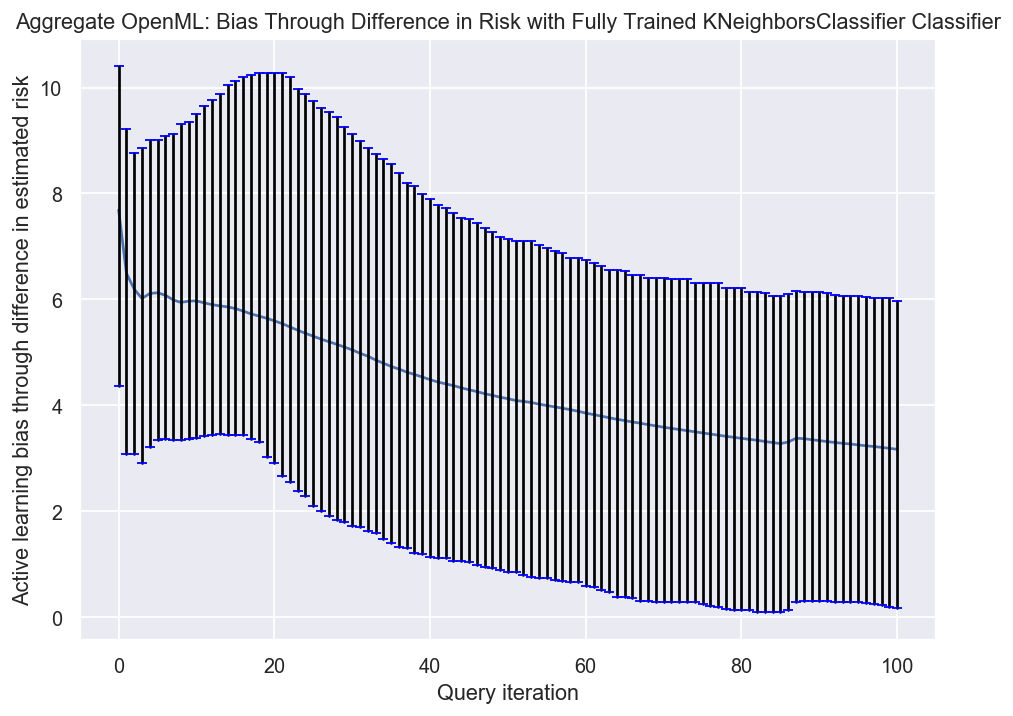 Aggregate OpenML: Bias Through Difference in Risk with Fully Trained KNeighborsClassifier Classifier
Active learning bias through difference in estimated risk
10
8
6
4
2
0
0 20 40 60 80 100
Query iteration